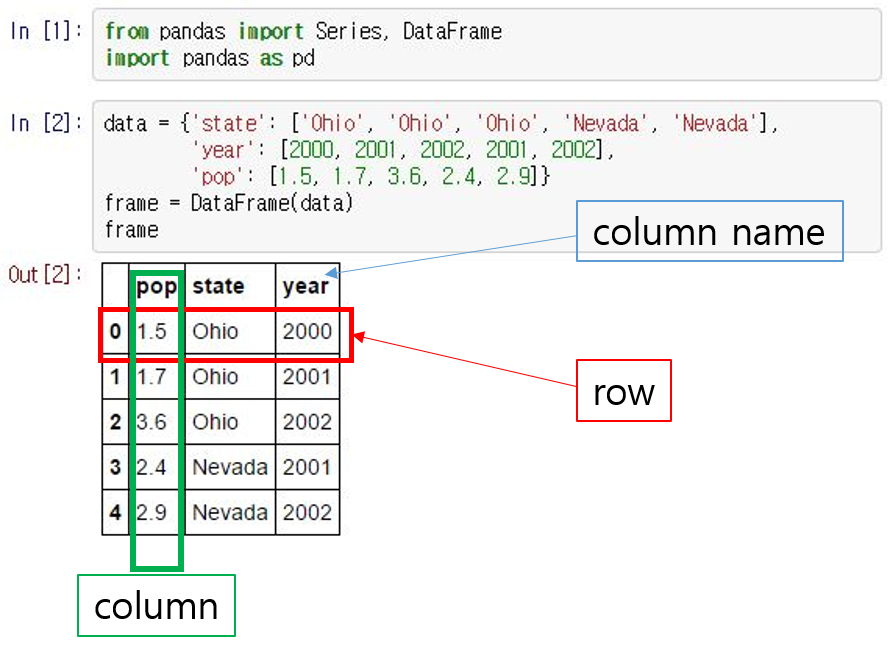 In [1]: from pandas import Series, DataFrame
import pandas as pd
In [2]: data = {'state': ['Ohio', 'Ohio', 'Ohio', 'Nevada', 'Nevada'],
'year': [2000, 2001, 2002, 2001, 2002],
'pop': [1.5, 1.7, 3.6, 2.4, 2.9]}
frame = DataFrame(data)
frame
column name
Out[2]:
pop state year
0 1.5 Ohio 2000
1 1.7 Ohio 2001
row
2 3.6 Ohio 2002
3 2.4 Nevada 2001
4 2.9 Nevada 2002
column